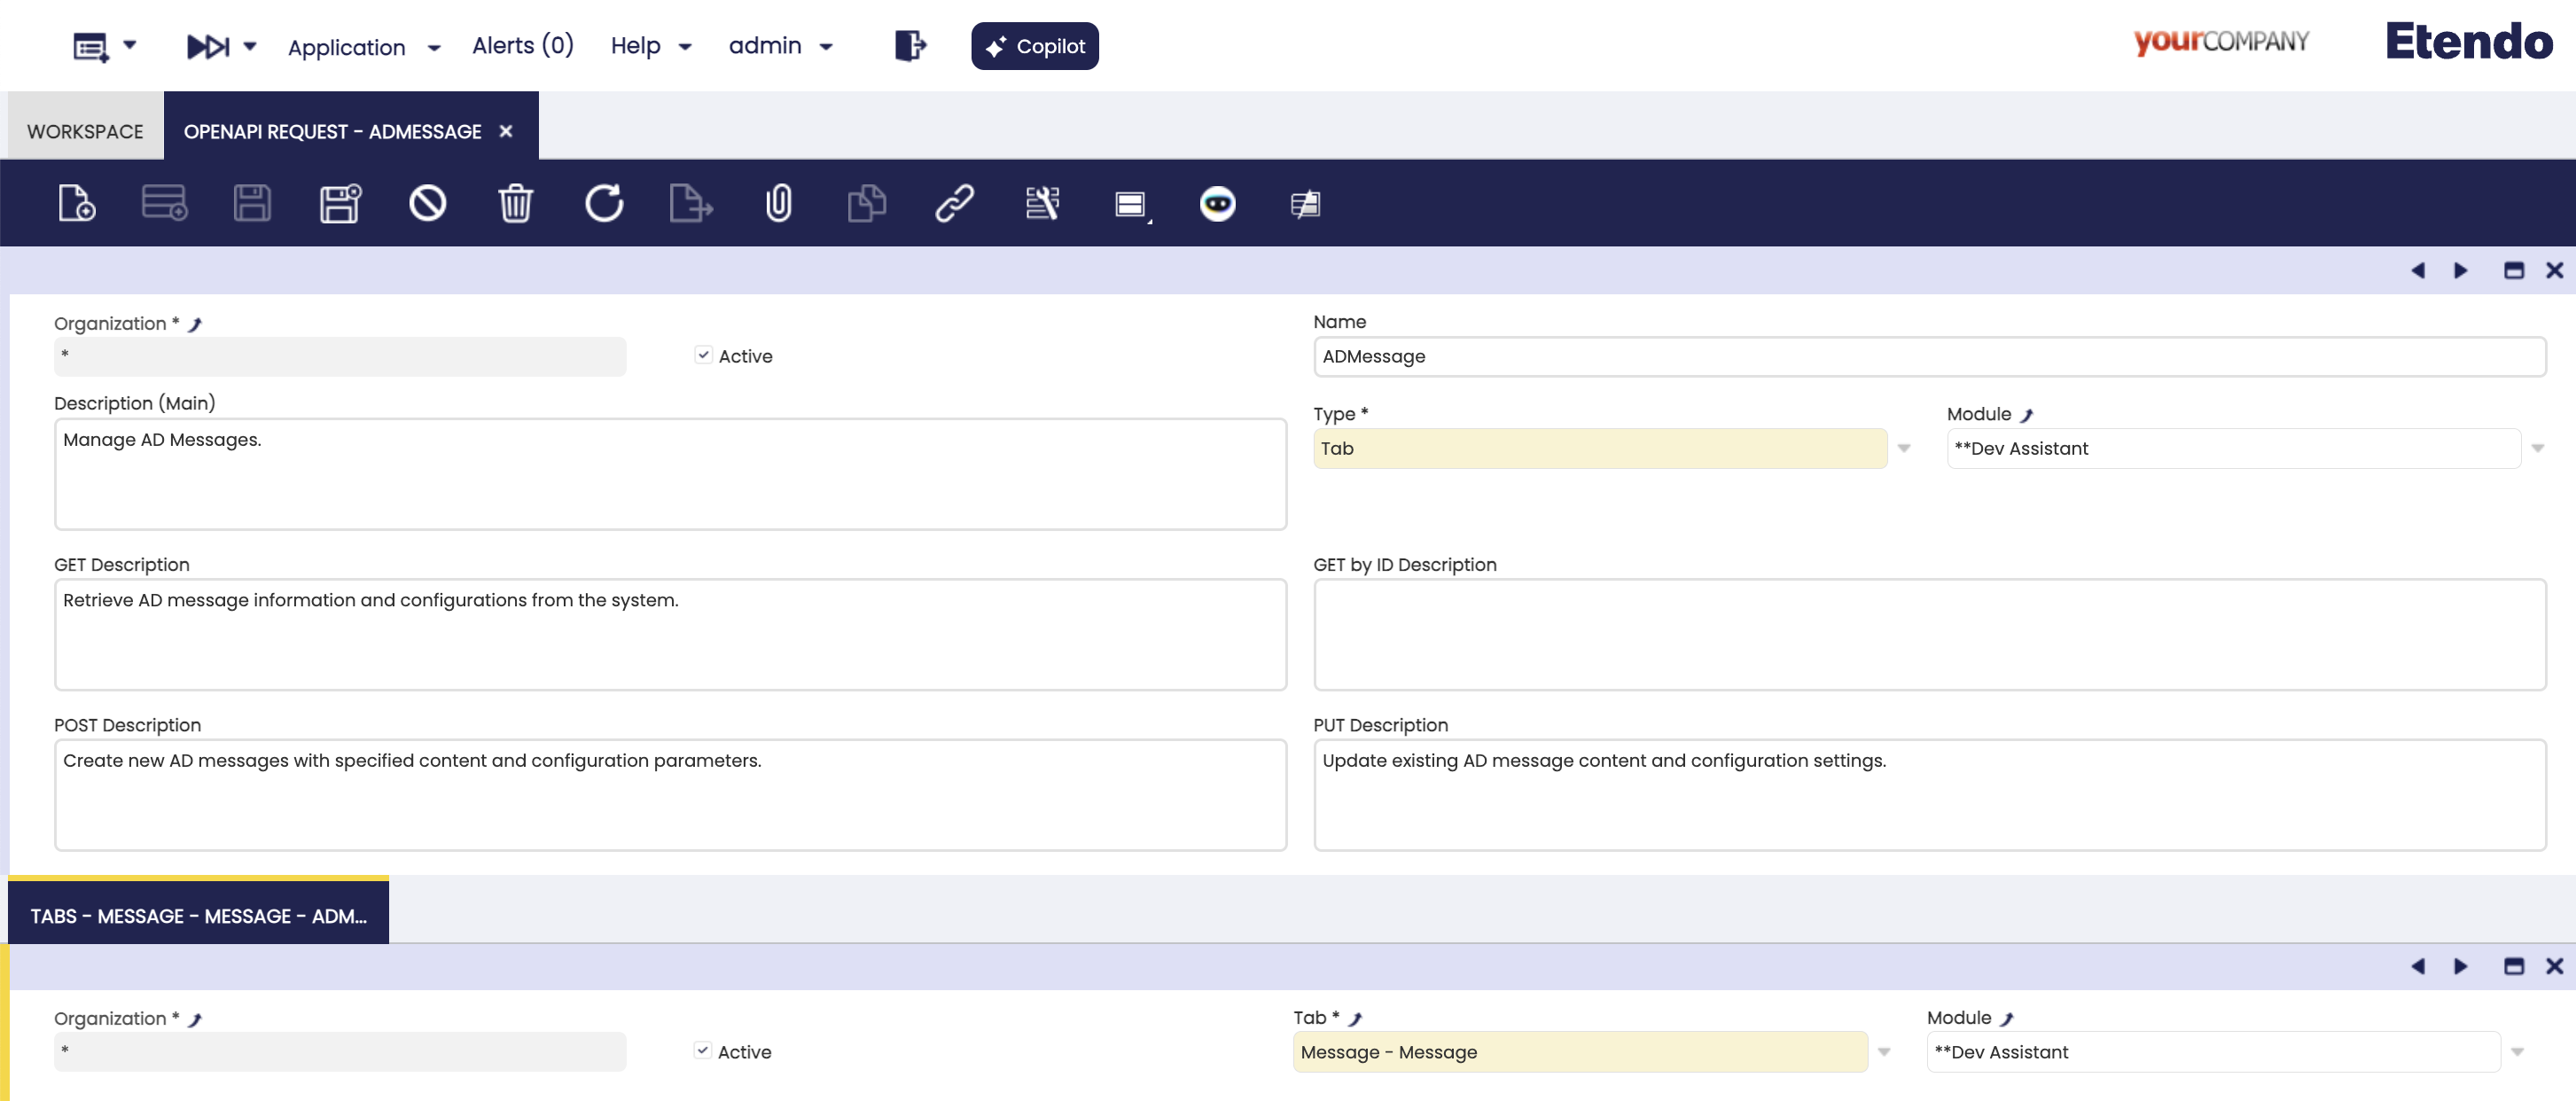 Application Alerts (0) Help admin Copilot yourCOMPANY Etendo
WORKSPACE OPENAPI REQUEST - ADMESSAGE
Organization * Name
* Active ADMessage
Description (Main) Type * Module
Manage AD Messages. Tab **Dev Assistant
GET Description GET by ID Description
Retrieve AD message information and configurations from the system.
POST Description PUT Description
Create new AD messages with specified content and configuration parameters. Update existing AD message content and configuration settings.
TABS - MESSAGE - MESSAGE - ADM...
Organization * Tab * Module
* Active Message - Message **Dev Assistant